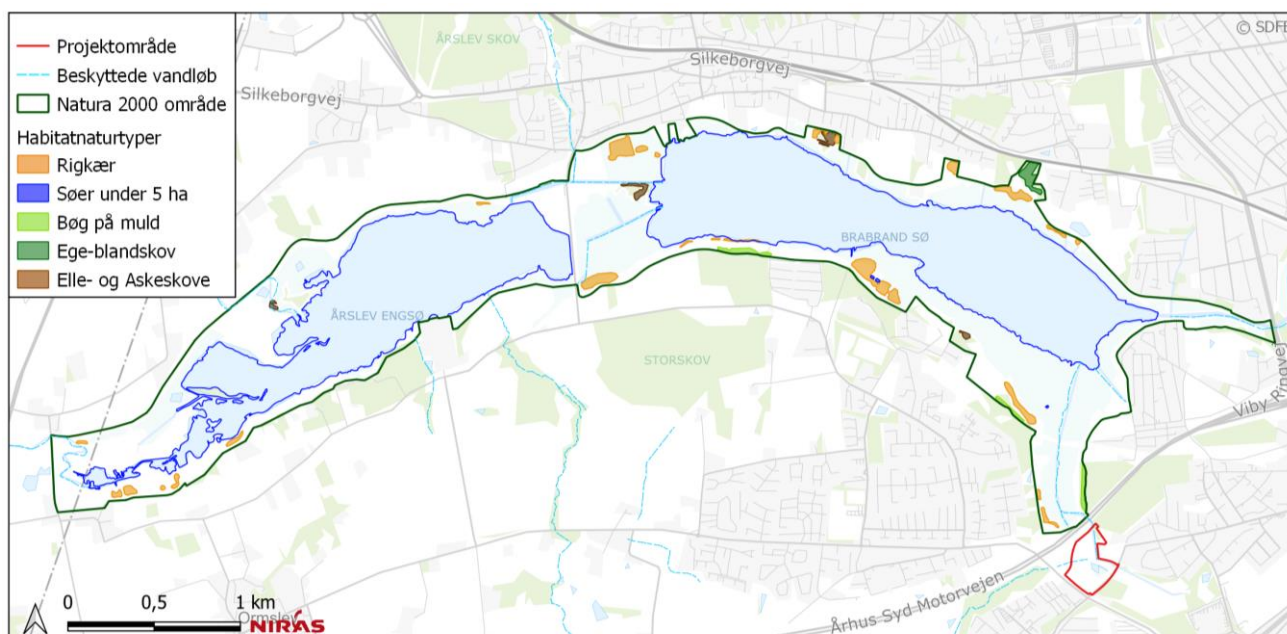 Projektområde
Beskyttede vandløb
Natura 2000 område
Habitatnaturtyper
Rigkær
Søer under 5 ha
Bøg på muld
Ege-blandskov
Elle- og Askeskove
© SDFE
ÅRSLEV SKOV
Silkeborgvej
Silkeborgvej
BRABRAND SØ
ÅRSLEV ENGSØ
STORSKOV
Viby Ringvej
Århus Syd Motorvejen
Ormslev
0 0,5 1 km
NIRAS